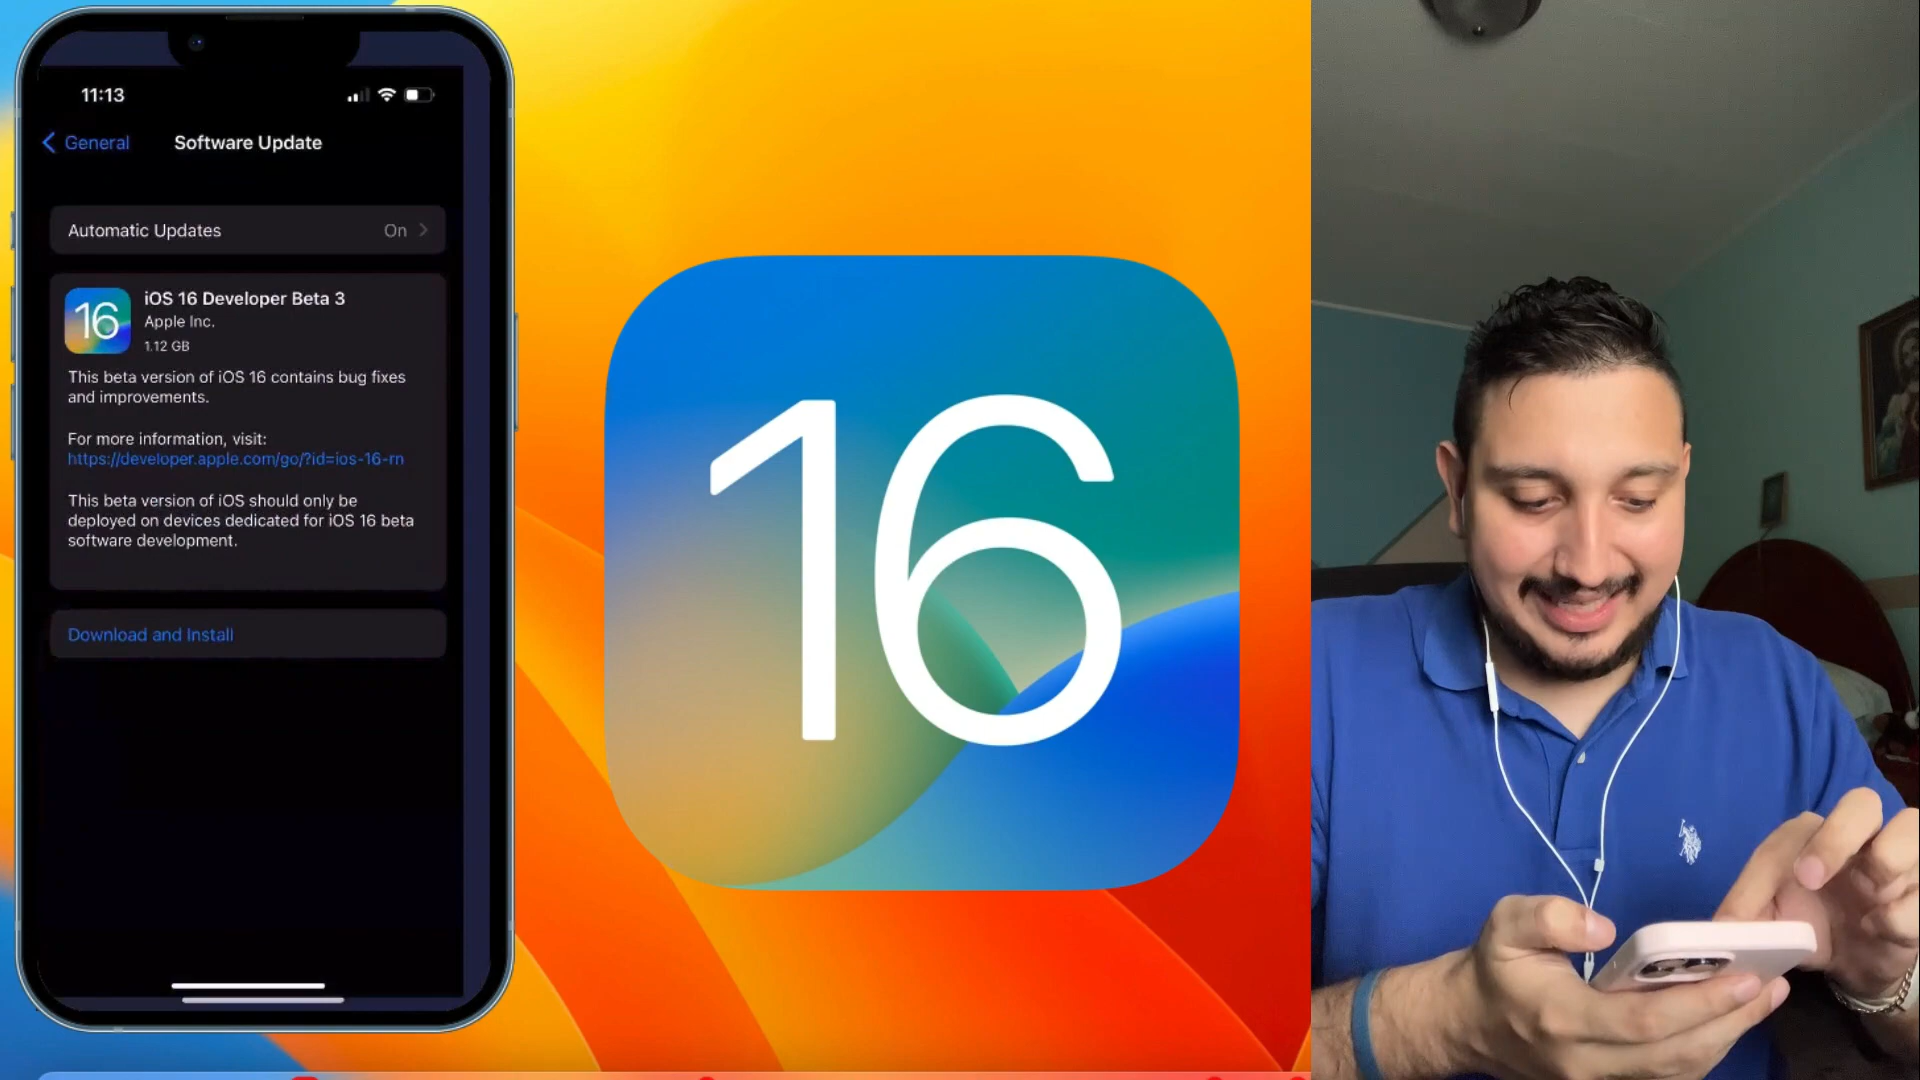 11:13
General
Software Update
Automatic Updates
On
16
iOS 16 Developer Beta 3
Apple Inc.
1.12 GB
This beta version of iOS 16 contains bug fixes
and improvements.
For more information, visit:
https://developer.apple.com/go/?id=ios-16-rn
This beta version of iOS should only be
deployed on devices dedicated for iOS 16 beta
software development.
Download and Install
16